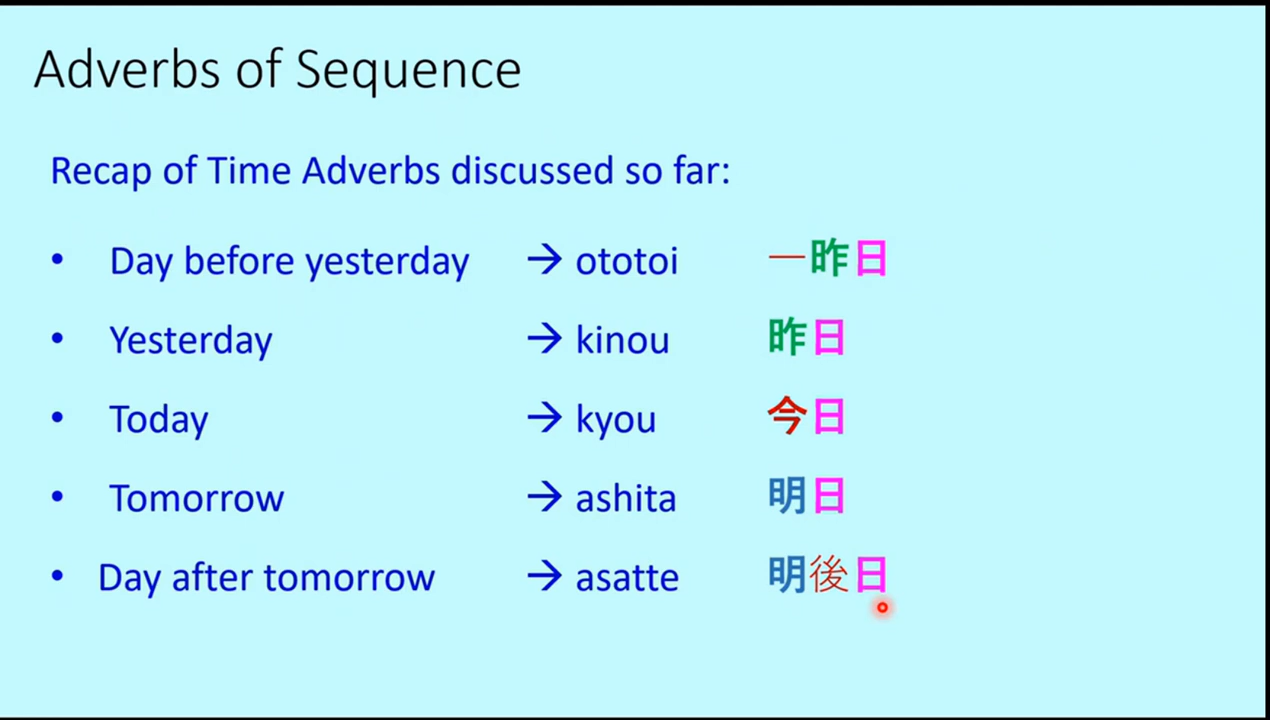 Adverbs of Sequence
Recap of Time Adverbs discussed so far:
• Day before yesterday → ototoi 一昨日
• Yesterday → kinou 昨日
• Today → kyou 今日
• Tomorrow → ashita 明日
• Day after tomorrow → asatte 明後日